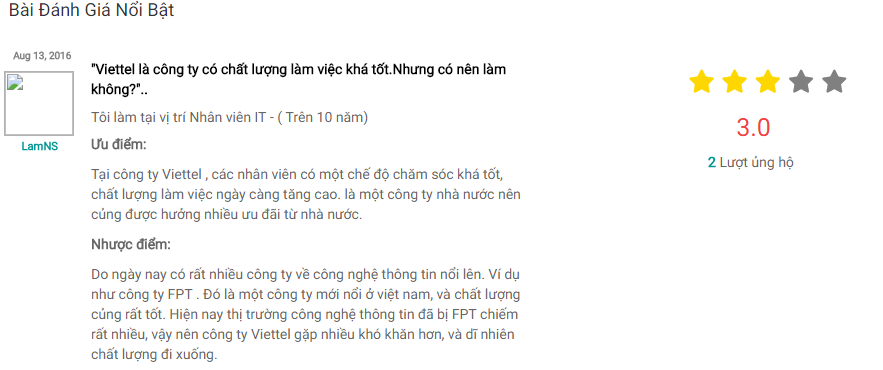 Bài Đánh Giá Nổi Bật
Aug 13, 2016
LamNS
"Viettel là công ty có chất lượng làm việc khá tốt.Nhưng có nên làm
không?"..
Tôi làm tại vị trí Nhân viên IT - ( Trên 10 năm)
Ưu điểm:
Tại công ty Viettel , các nhân viên có một chế độ chăm sóc khá tốt,
chất lượng làm việc ngày càng tăng cao. là một công ty nhà nước nên
củng được hưởng nhiều ưu đãi từ nhà nước.
Nhược điểm:
Do ngày nay có rất nhiều công ty về công nghệ thông tin nổi lên. Ví dụ
như công ty FPT . Đó là một công ty mới nổi ở việt nam, và chất lượng
củng rất tốt. Hiện nay thị trường công nghệ thông tin đã bị FPT chiếm
rất nhiều, vậy nên công ty Viettel gặp nhiều khó khăn hơn, và dĩ nhiên
chất lượng đi xuống.
3.0
2 Lượt ủng hộ